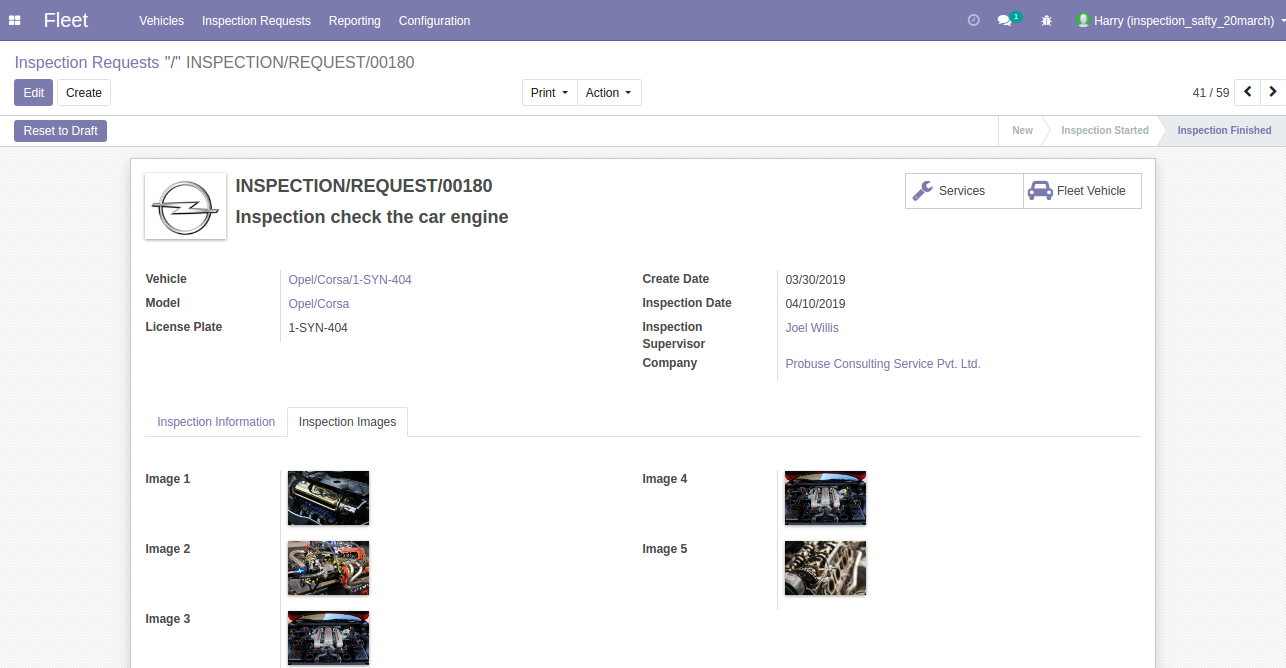 Fleet
Vehicles Inspection Requests Reporting Configuration
1 Harry (inspection_safty_20march)
Inspection Requests "/" INSPECTION/REQUEST/00180
Edit Create Print Action 41 / 59
Reset to Draft New Inspection Started Inspection Finished
INSPECTION/REQUEST/00180
Inspection check the car engine
Services Fleet Vehicle
Vehicle Opel/Corsa/1-SYN-404
Model Opel/Corsa
License Plate 1-SYN-404
Create Date 03/30/2019
Inspection Date 04/10/2019
Inspection Supervisor Joel Willis
Company Probuse Consulting Service Pvt. Ltd.
Inspection Information Inspection Images
Image 1
Image 2
Image 3
Image 4
Image 5